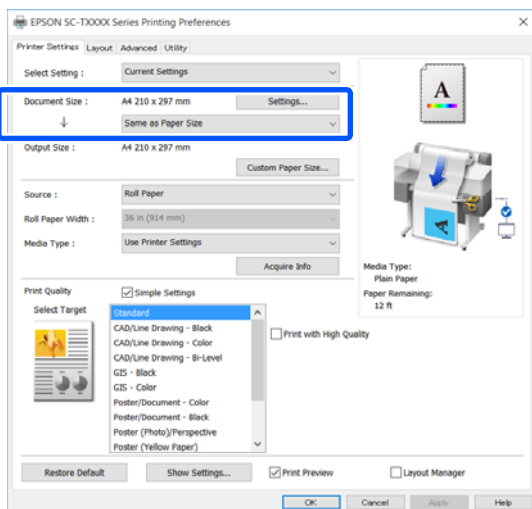 EPSON SC-TXXXX Series Printing Preferences
Printer Settings Layout Advanced Utility
Select Setting : Current Settings
Document Size : A4 210 x 297 mm Settings...
↓ Same as Paper Size
Output Size : A4 210 x 297 mm
Custom Paper Size...
Source : Roll Paper
Roll Paper Width : 36 in (914 mm)
Media Type : Use Printer Settings
Acquire Info
A
A
Media Type:
Plain Paper
Paper Remaining:
12 ft
Print Quality Simple Settings
Select Target
Standard
CAD/Line Drawing - Black
CAD/Line Drawing - Color
CAD/Line Drawing - Bi-Level
GIS - Black
GIS - Color
Poster/Document - Color
Poster/Document - Black
Poster (Photo)/Perspective
Poster (Yellow Paper)
Print with High Quality
Restore Default Show Settings... Print Preview Layout Manager
OK Cancel Apply Help